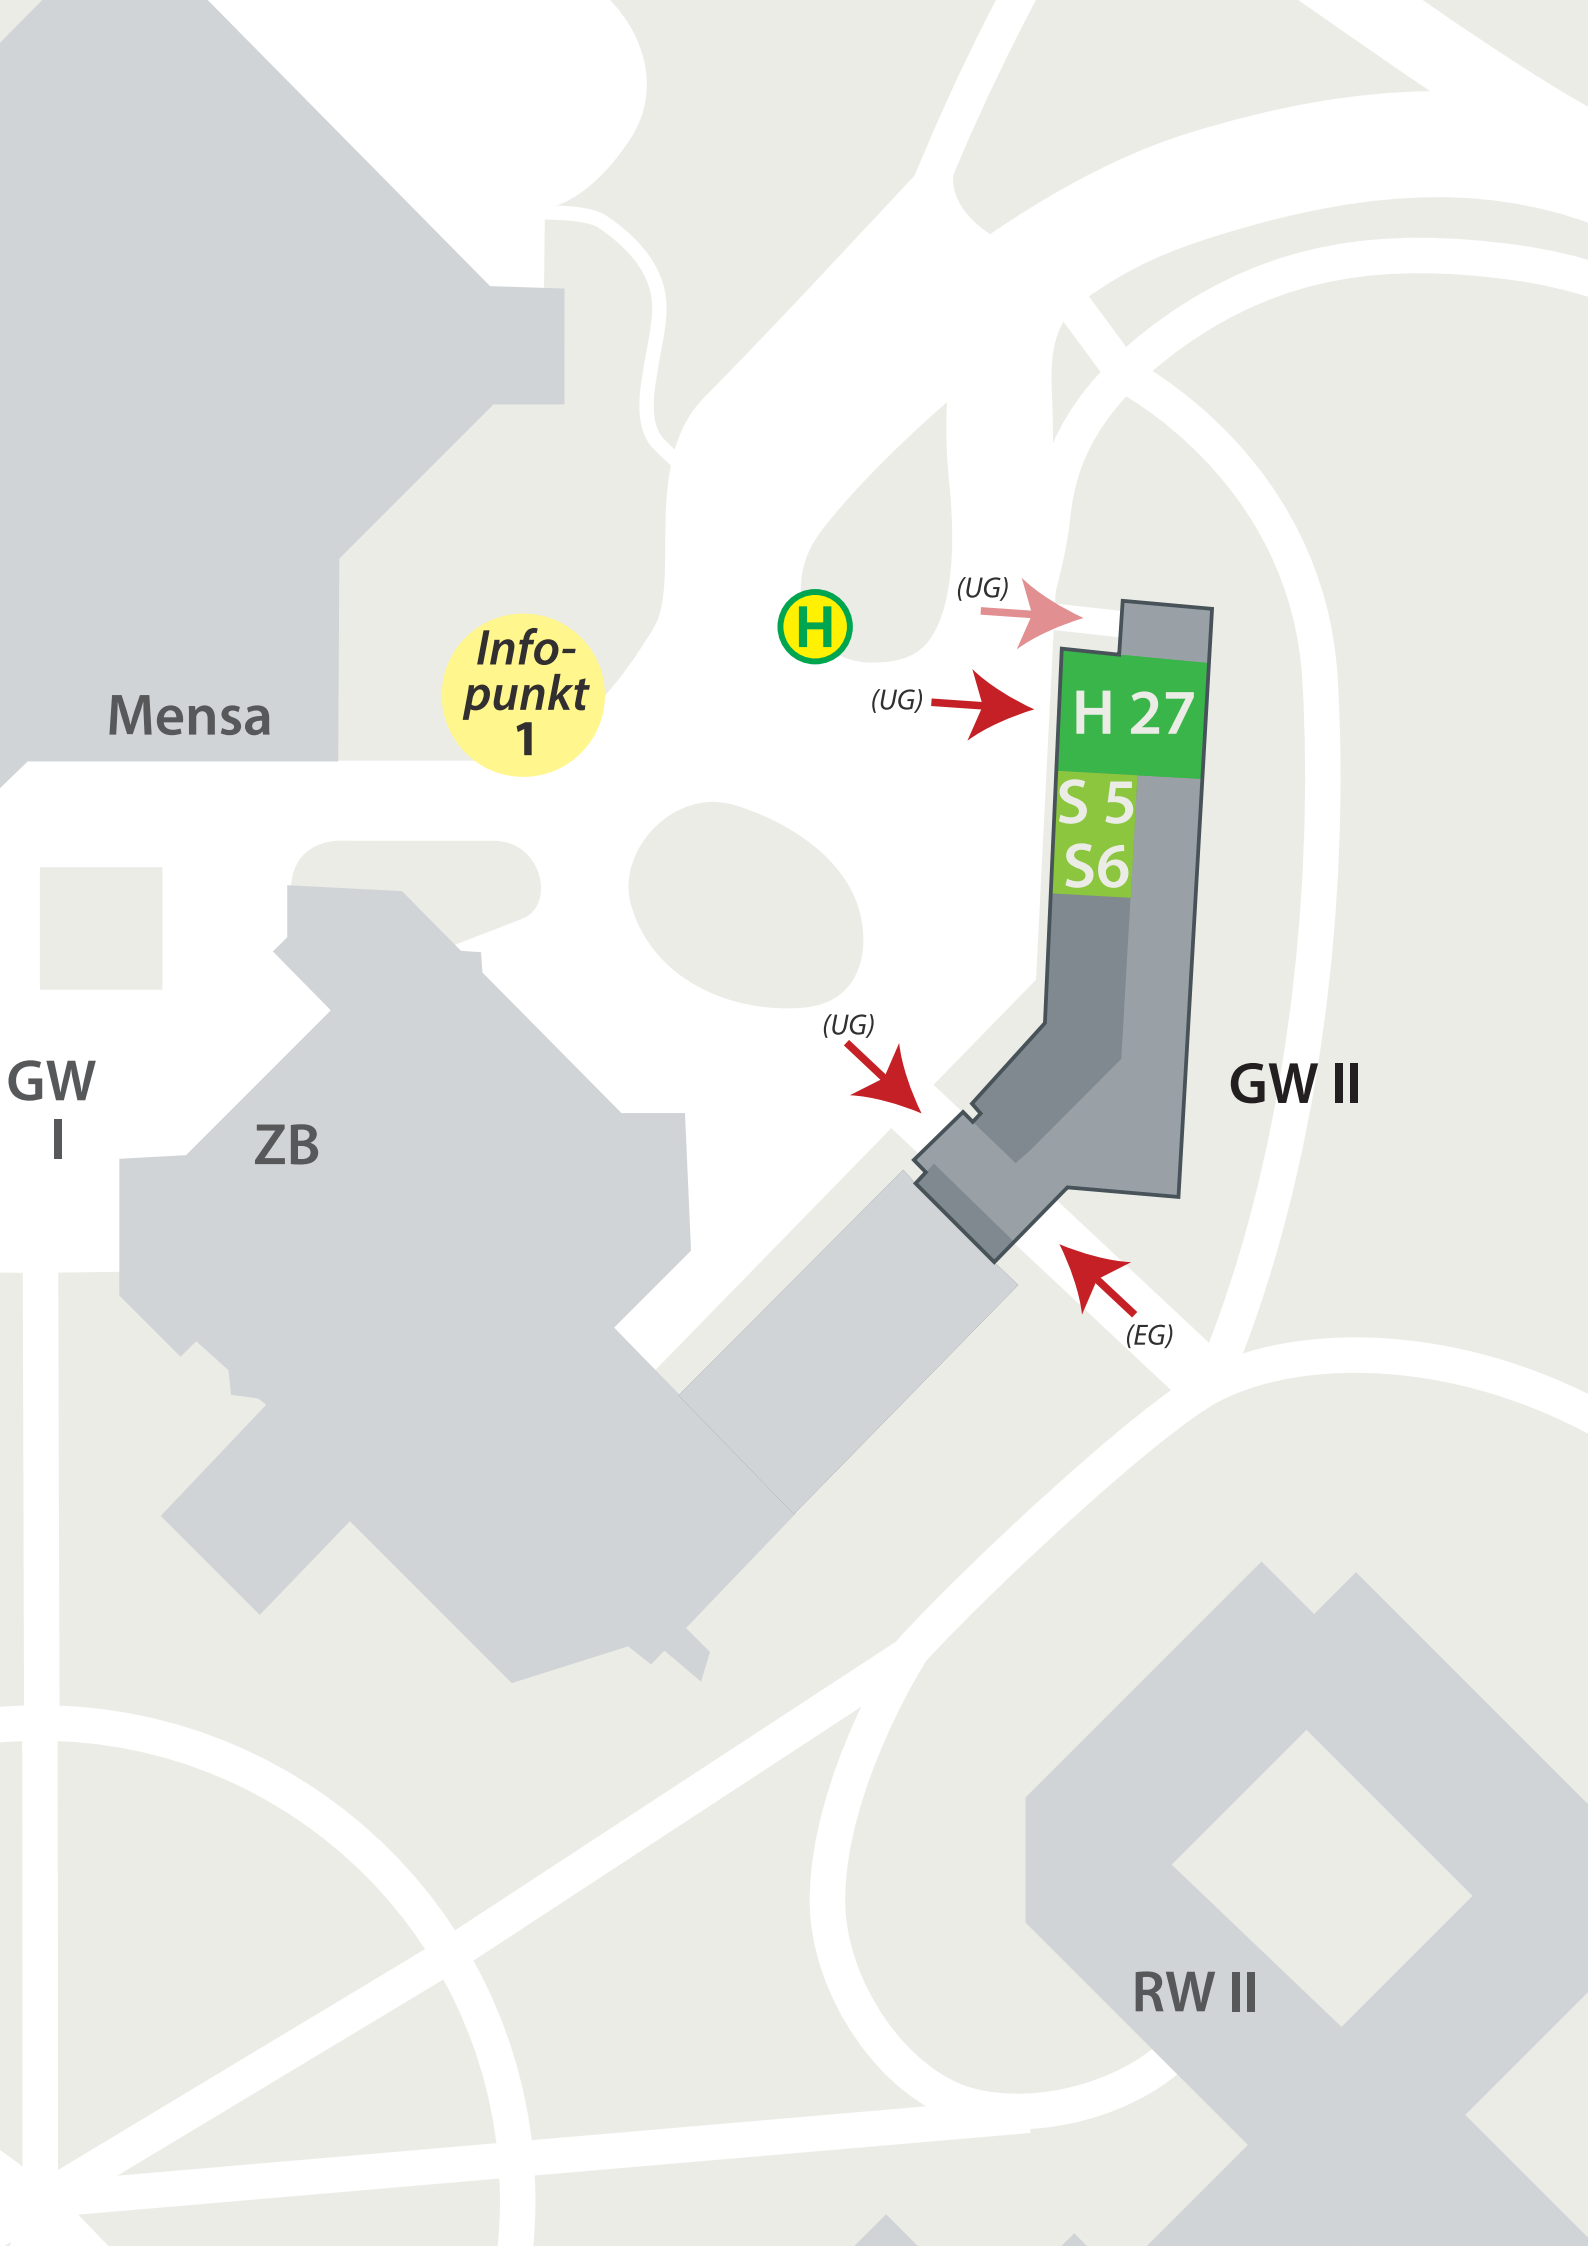 (UG)
H
Info-
punkt
1
Mensa
(UG)
H 27
S 5
S6
(UG)
GW
I
GW II
ZB
(EG)
RW II